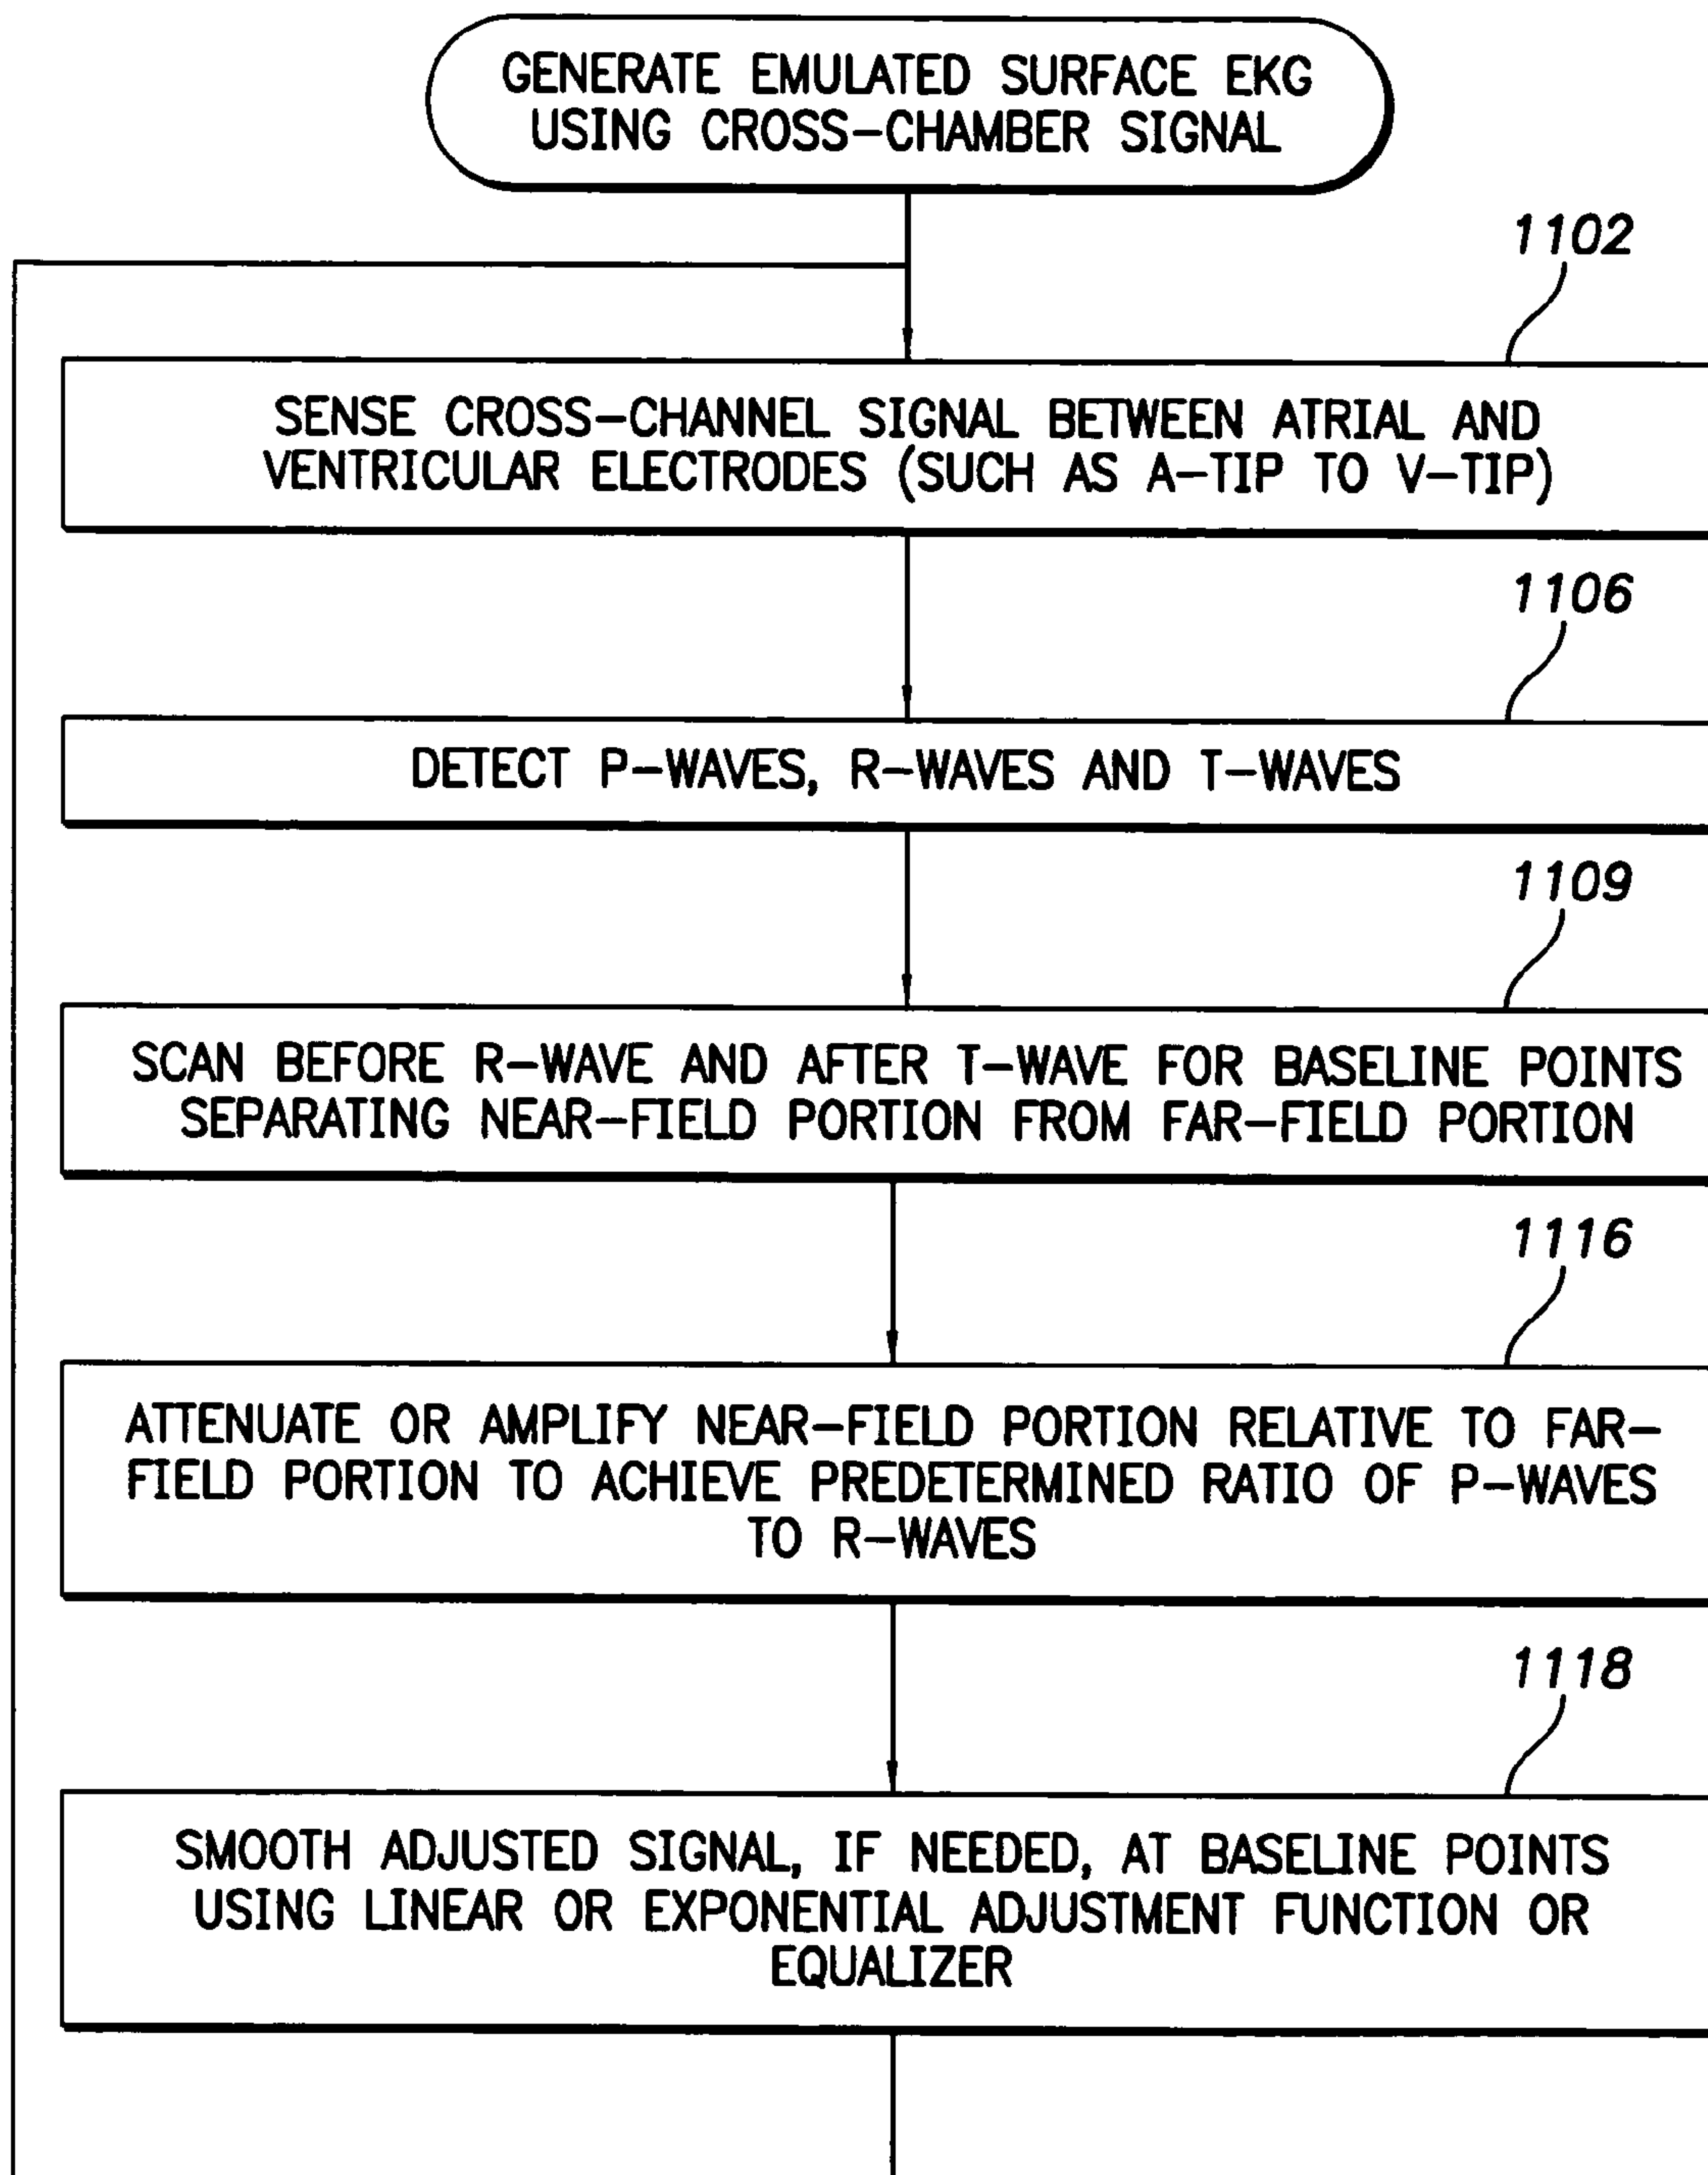 GENERATE EMULATED SURFACE EKG
USING CROSS-CHAMBER SIGNAL
1102
SENSE CROSS-CHANNEL SIGNAL BETWEEN ATRIAL AND
VENTRICULAR ELECTRODES (SUCH AS A-TIP TO V-TIP)
1106
DETECT P-WAVES, R-WAVES AND T-WAVES
1109
SCAN BEFORE R-WAVE AND AFTER T-WAVE FOR BASELINE POINTS
SEPARATING NEAR-FIELD PORTION FROM FAR-FIELD PORTION
1116
ATTENUATE OR AMPLIFY NEAR-FIELD PORTION RELATIVE TO FAR-
FIELD PORTION TO ACHIEVE PREDETERMINED RATIO OF P-WAVES
TO R-WAVES
1118
SMOOTH ADJUSTED SIGNAL, IF NEEDED, AT BASELINE POINTS
USING LINEAR OR EXPONENTIAL ADJUSTMENT FUNCTION OR
EQUALIZER